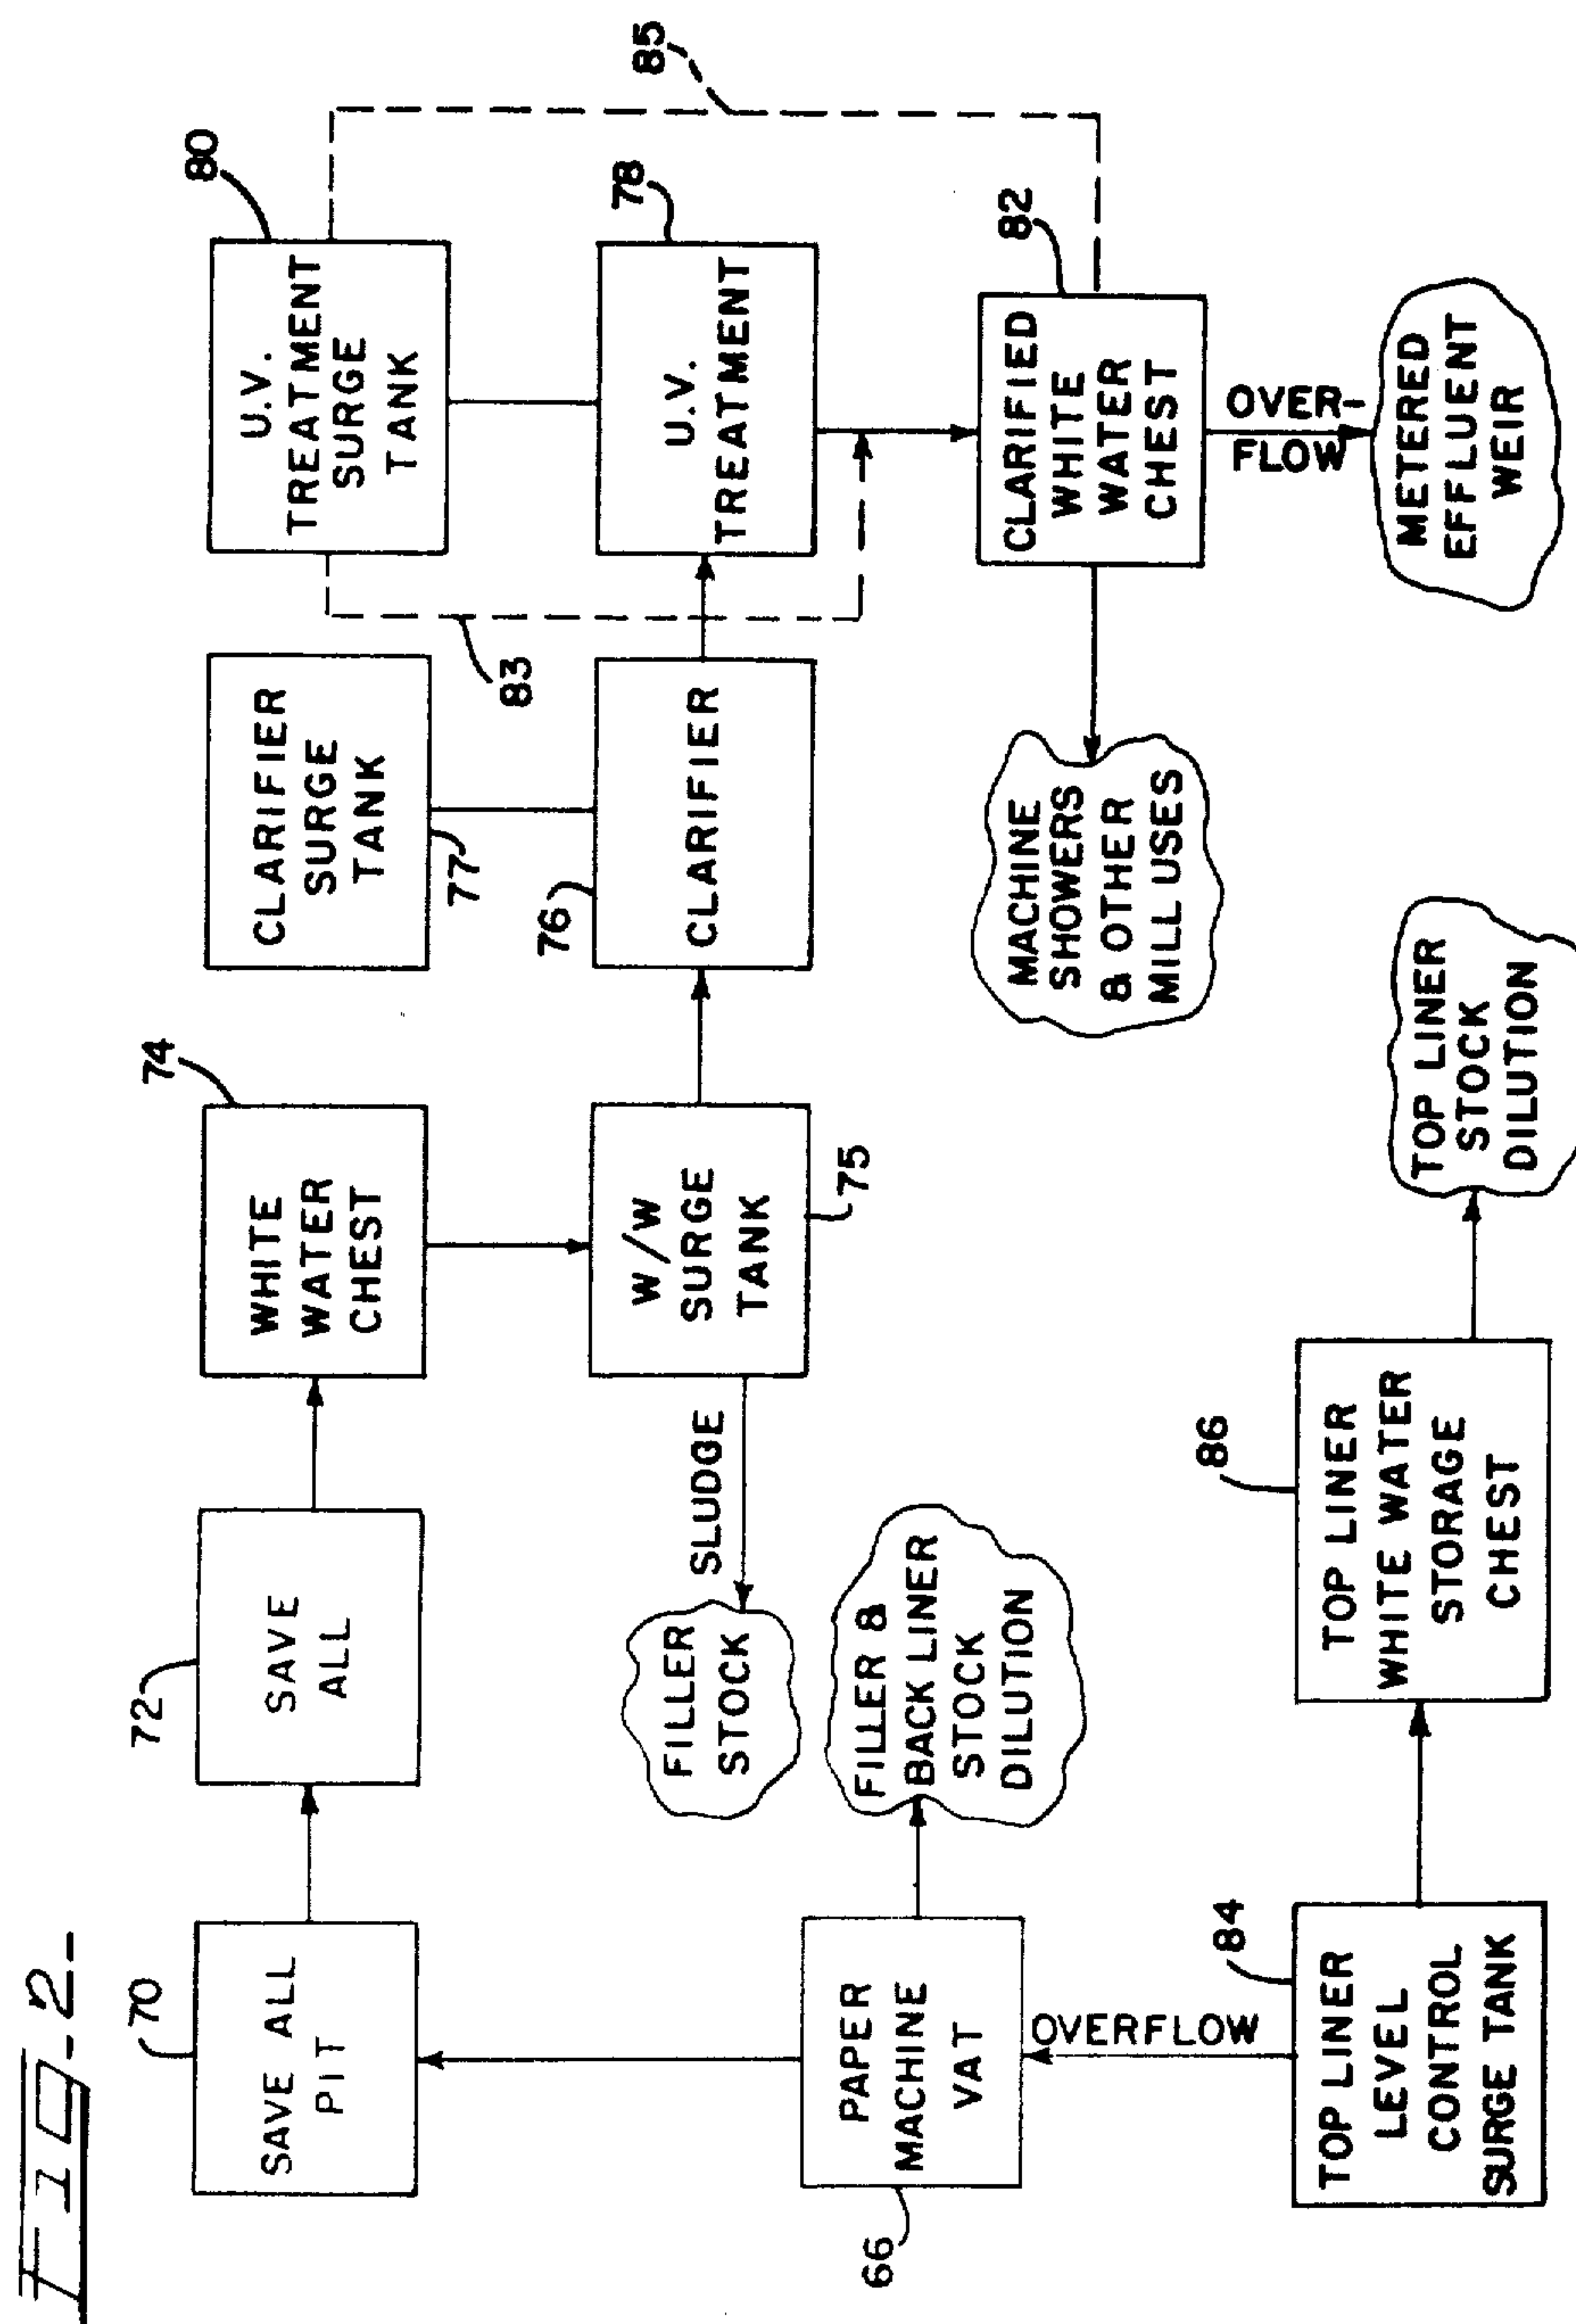 FIG-2-
70
SAVE ALL
PIT
72
SAVE
ALL
74
WHITE
WATER
CHEST
CLARIFIER
SURGE
TANK
77
80
U.V.
TREATMENT
SURGE
TANK
85
83
SLUDGE
FILLER
STOCK
W/W
SURGE
TANK
75
76
CLARIFIER
78
U.V.
TREATMENT
66
PAPER
MACHINE
VAT
FILLER &
BACK LINER
STOCK
DILUTION
MACHINE
SHOWERS
& OTHER
MILL USES
82
CLARIFIED
WHITE
WATER
CHEST
OVERFLOW
OVER-
FLOW
84
TOP LINER
LEVEL
CONTROL
SURGE TANK
86
TOP LINER
WHITE WATER
STORAGE
CHEST
TOP LINER
STOCK
DILUTION
METERED
EFFLUENT
WEIR